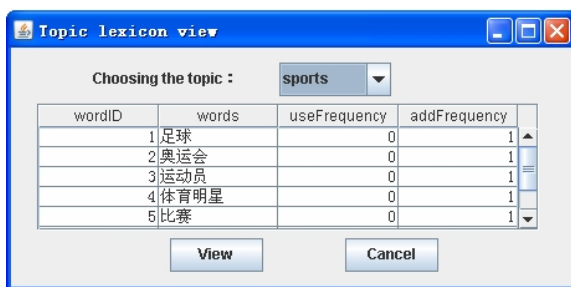 Topic lexicon view
Choosing the topic： sports
wordID words useFrequency addFrequency
1 足球 0 1
2 奥运会 0 1
3 运动员 0 1
4 体育明星 0 1
5 比赛 0 1
View Cancel